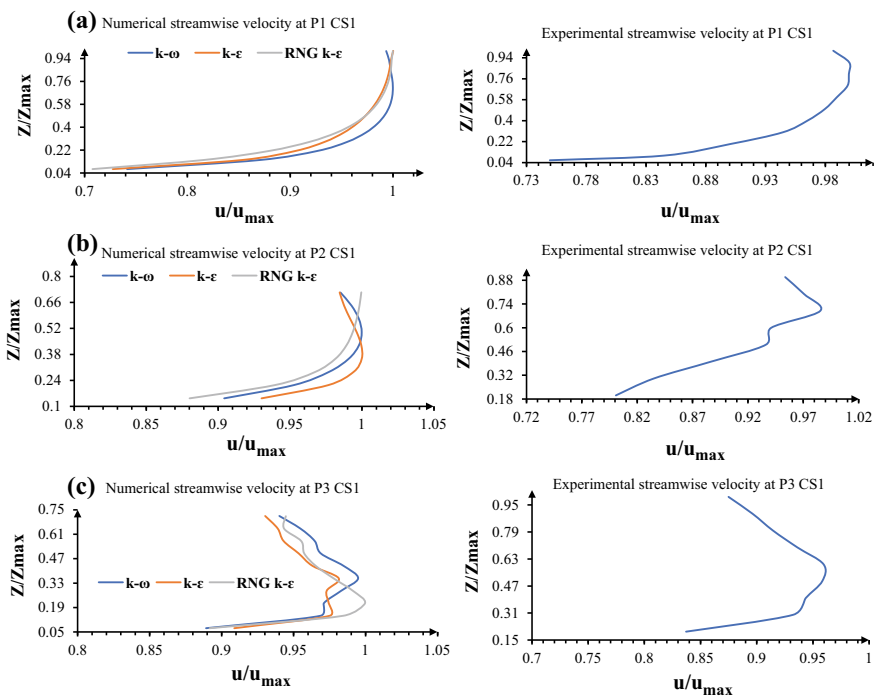 (a)
Numerical streamwise velocity at P1 CS1
k-ω k-ε RNG k-ε
Z/Zmax
0.94
0.76
0.58
0.4
0.22
0.04
0.7 0.8 0.9 1
u/umax
Experimental streamwise velocity at P1 CS1
Z/Zmax
0.94
0.76
0.58
0.4
0.22
0.04
0.73 0.78 0.83 0.88 0.93 0.98
u/umax
(b)
Numerical streamwise velocity at P2 CS1
k-ω k-ε RNG k-ε
Z/Zmax
0.8
0.66
0.52
0.38
0.24
0.1
0.8 0.85 0.9 0.95 1 1.05
u/umax
Experimental streamwise velocity at P2 CS1
Z/Zmax
0.88
0.74
0.6
0.46
0.32
0.18
0.72 0.77 0.82 0.87 0.92 0.97 1.02
u/umax
(c)
Numerical streamwise velocity at P3 CS1
Z/Zmax
0.75
0.61
0.47
0.33
0.19
0.05
k-ω k-ε RNG k-ε
0.8 0.85 0.9 0.95 1 1.05
u/umax
Experimental streamwise velocity at P3 CS1
Z/Zmax
0.95
0.79
0.63
0.47
0.31
0.15
0.7 0.75 0.8 0.85 0.9 0.95 1
u/umax